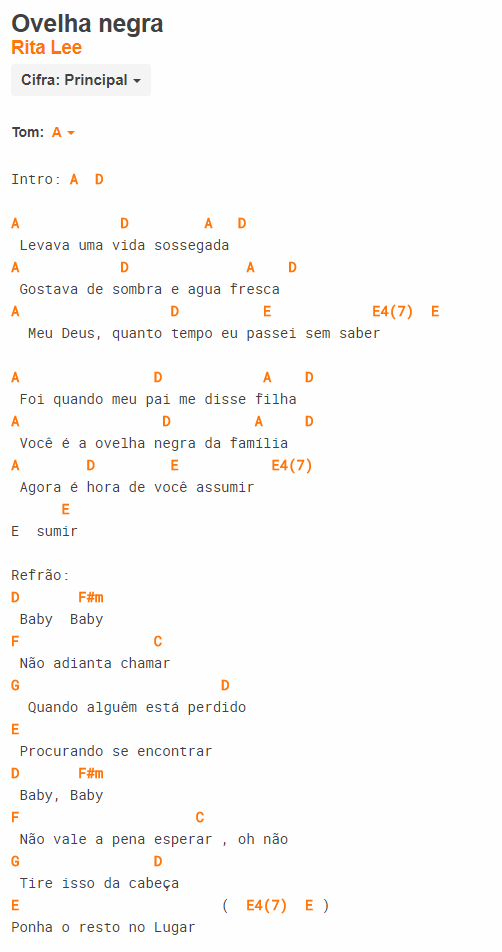 Ovelha negra
Rita Lee
Cifra: Principal
Tom: A
Intro: A  D
A            D         A   D
 Levava uma vida sossegada
A            D              A    D
 Gostava de sombra e agua fresca
A                  D          E            E4(7)  E
  Meu Deus, quanto tempo eu passei sem saber
A                D            A    D
 Foi quando meu pai me disse filha
A                 D          A     D
 Você é a ovelha negra da família
A        D         E           E4(7)
 Agora é hora de você assumir
      E
E  sumir
Refrão:
D       F#m
 Baby  Baby
F                C
 Não adianta chamar
G                        D
  Quando alguém está perdido
E
 Procurando se encontrar
D       F#m
 Baby, Baby
F                     C
 Não vale a pena esperar , oh não
G                D
 Tire isso da cabeça
E                        (  E4(7)  E )
Ponha o resto no Lugar